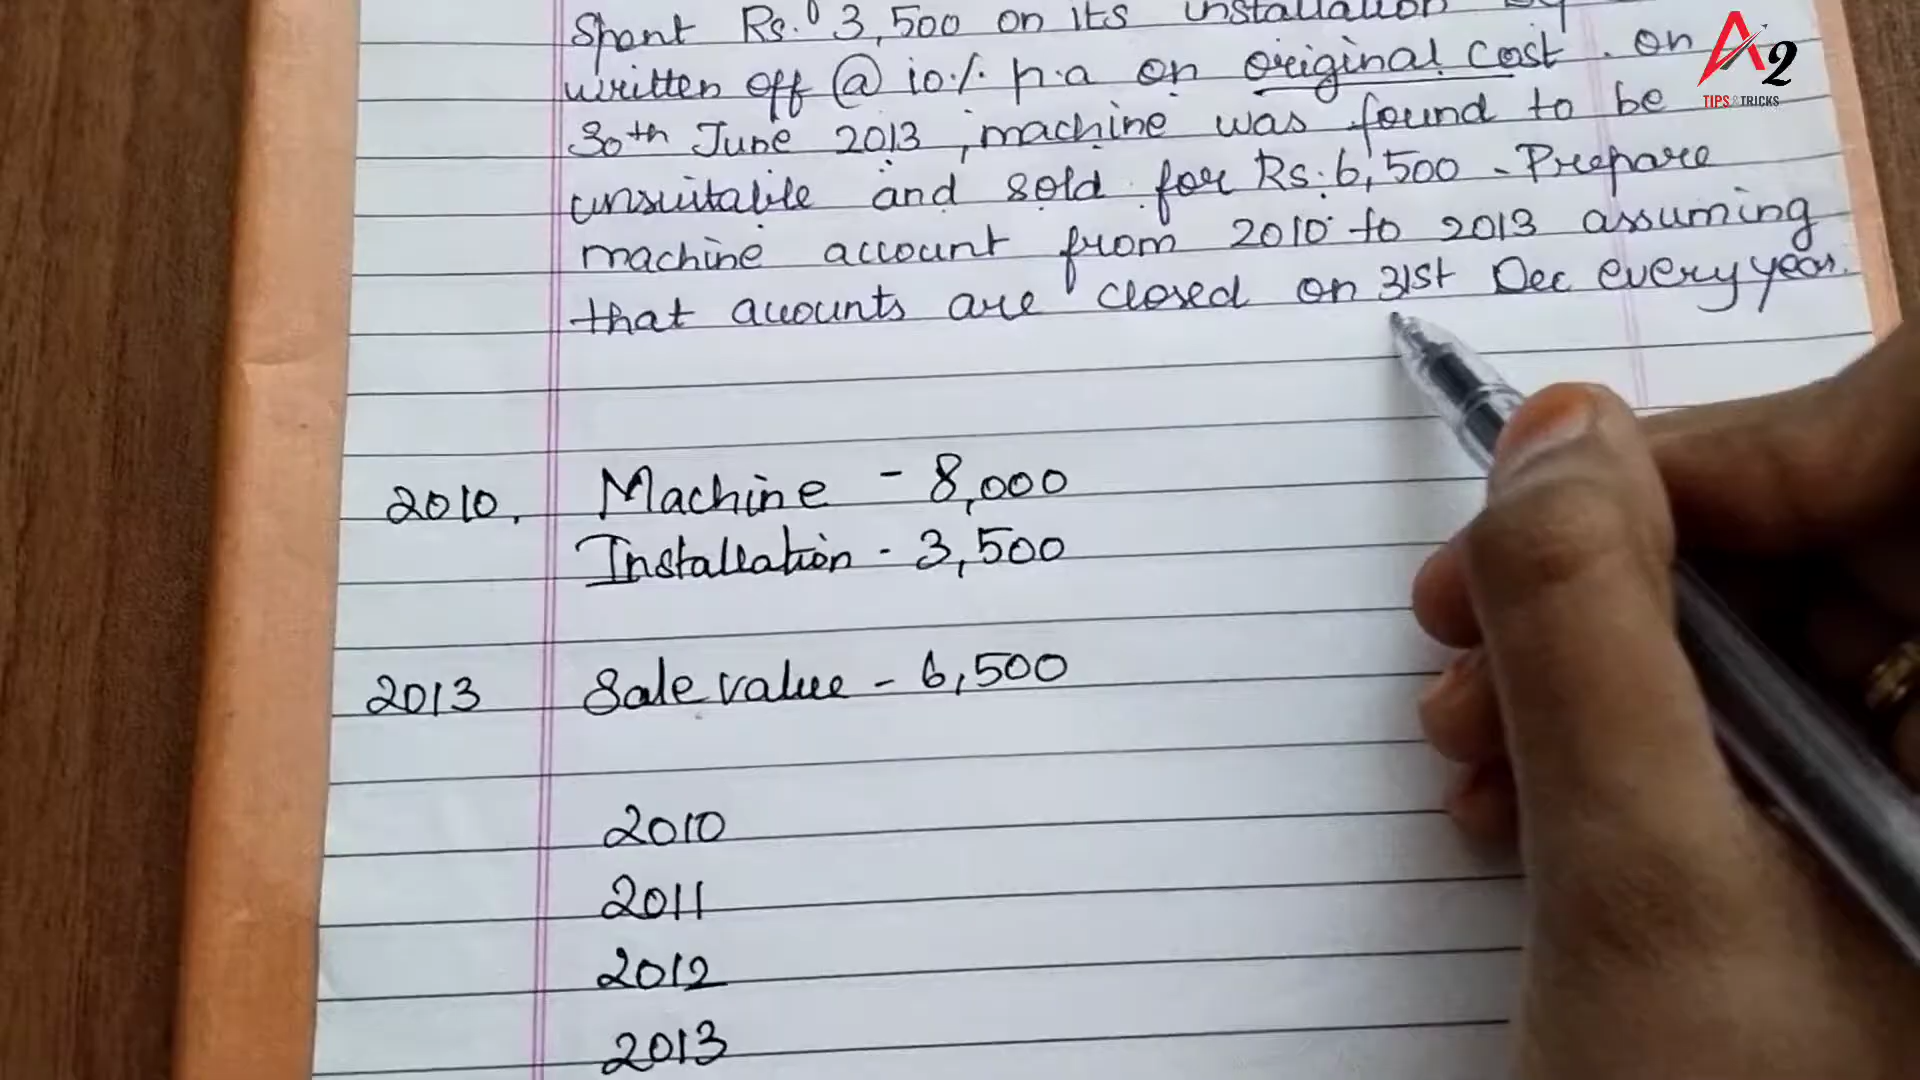 Spent Rs. 3,500 on its installation
written off @ 10% p.a on original cost. on
30th June 2013, machine was found to be
unsuitable and sold for Rs. 6,500 - Prepare
machine account from 2010 to 2013 assuming
that accounts are closed on 31st Dec every year.
2010. Machine - 8,000
Installation - 3,500
2013 Sale value - 6,500
2010
2011
2012
2013
A2
TIPS & TRICKS